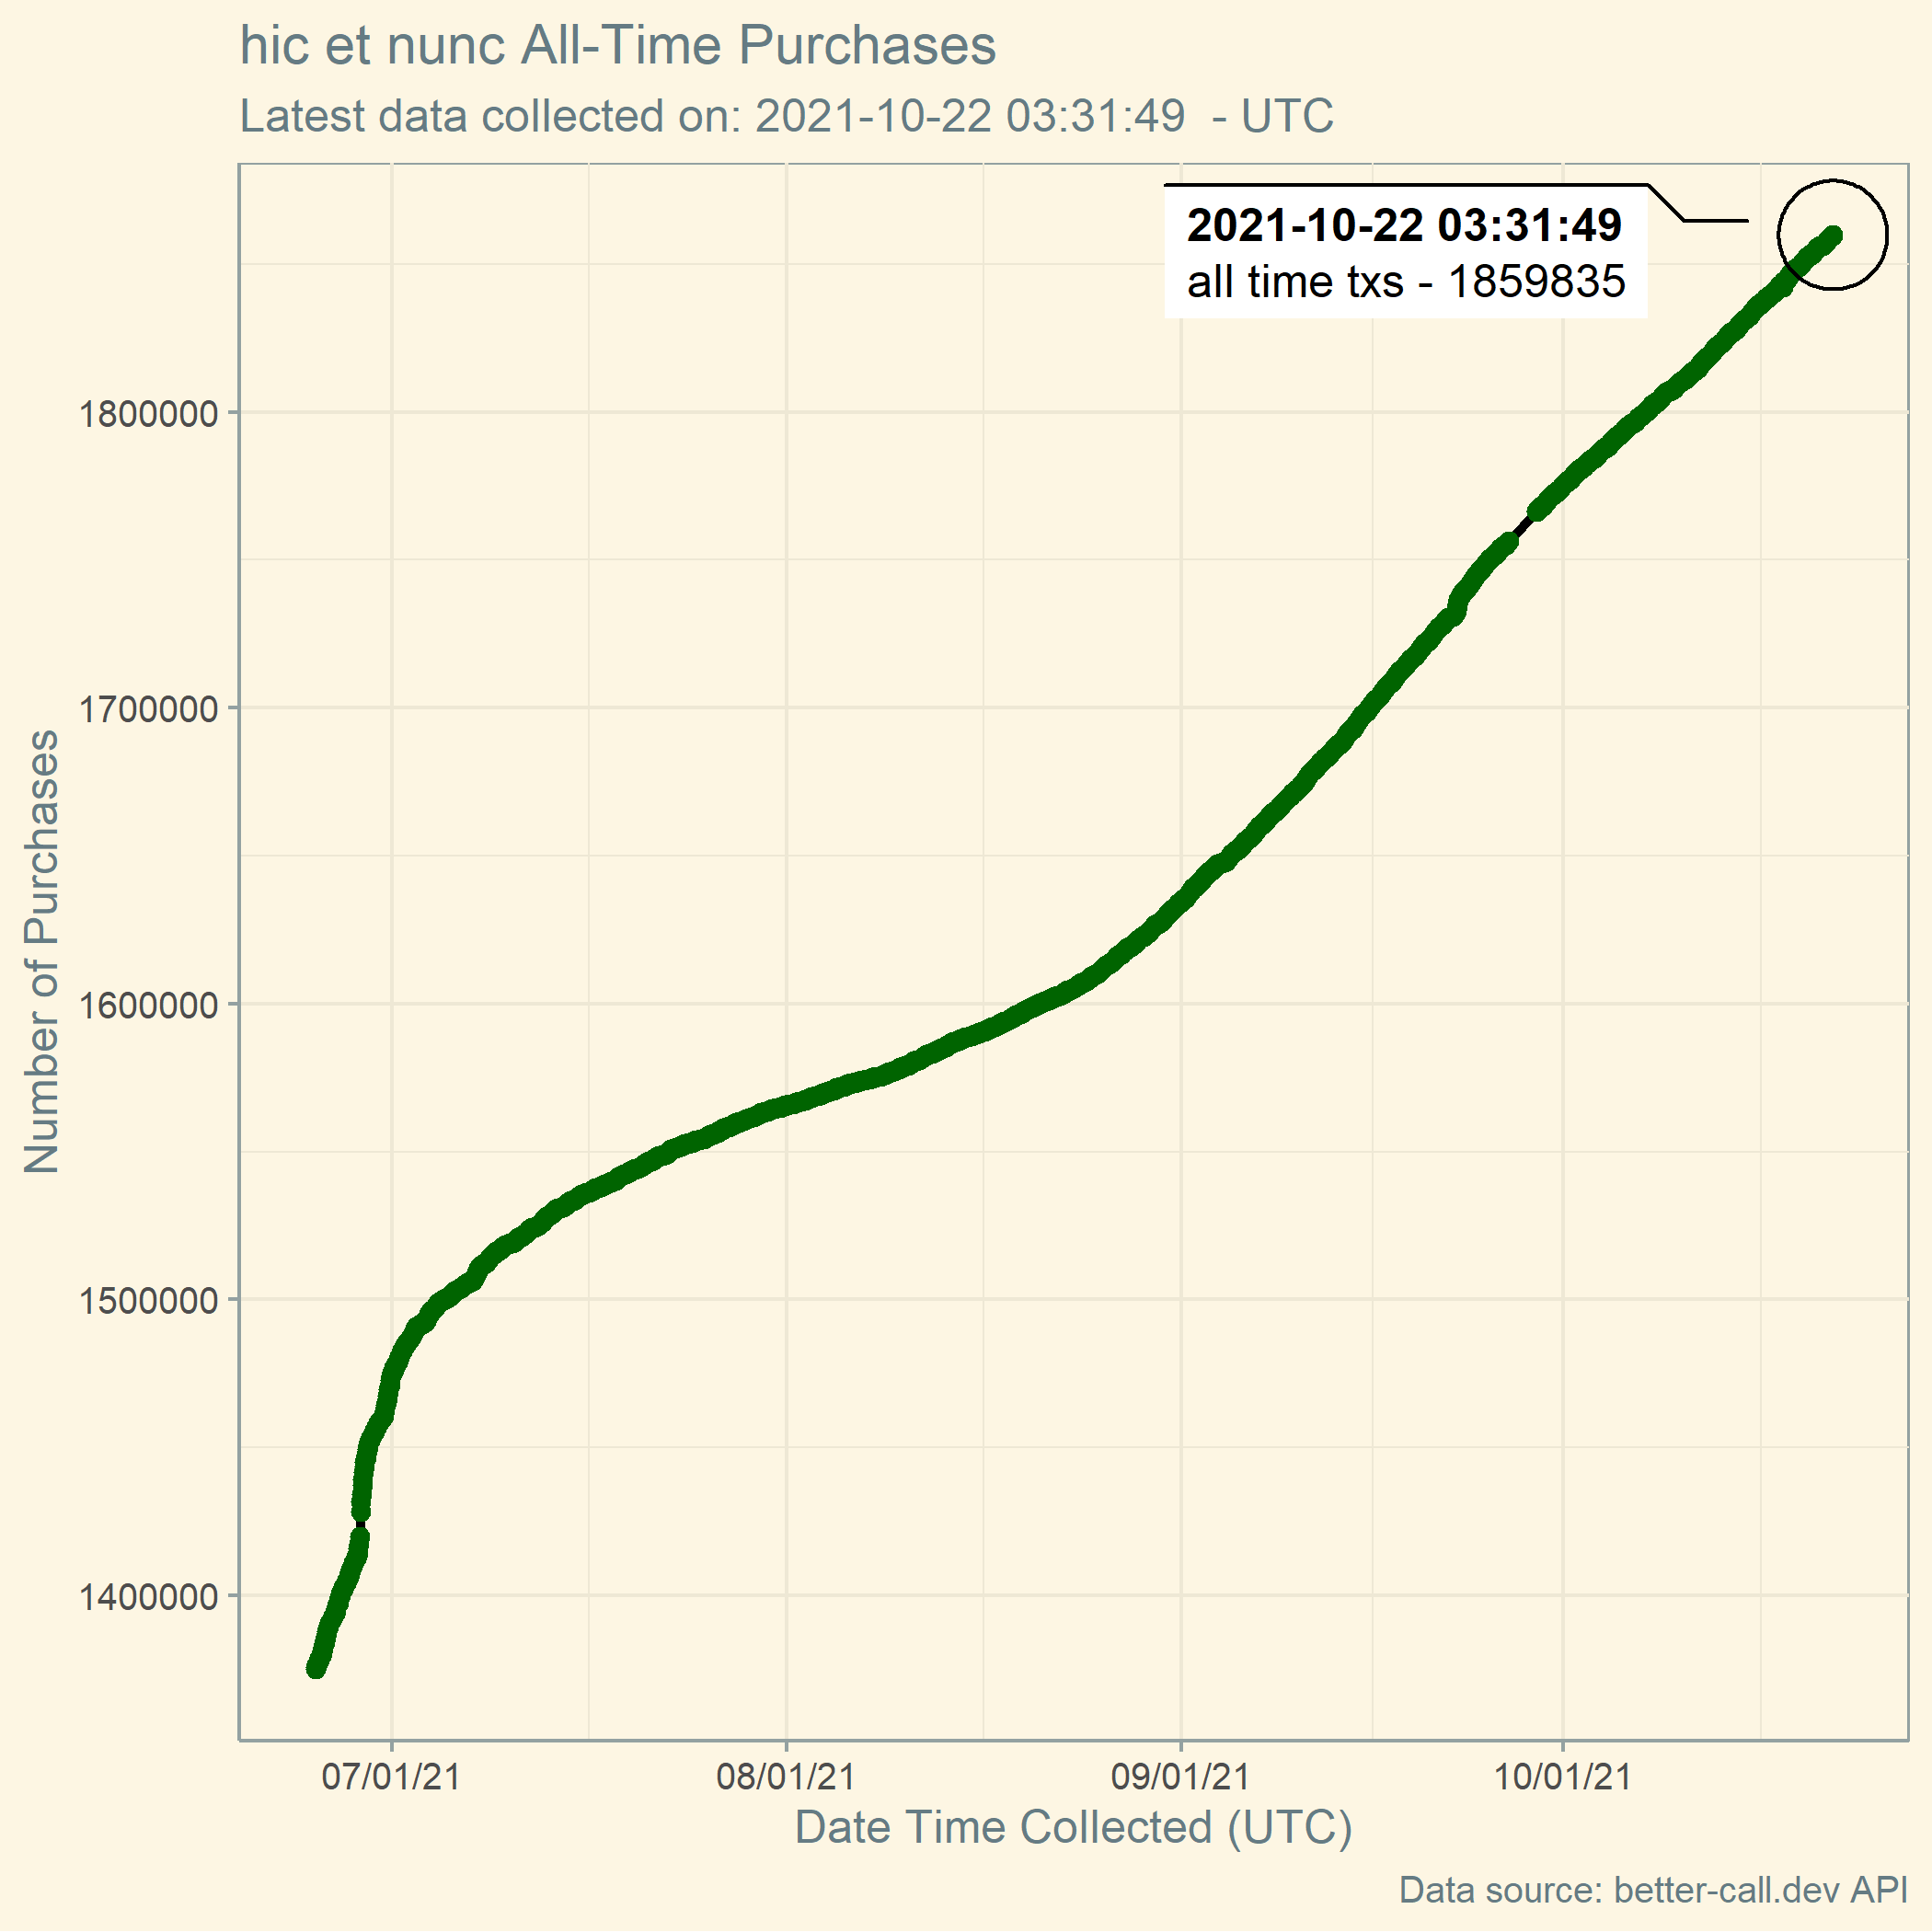 hic et nunc All-Time Purchases
Latest data collected on: 2021-10-22 03:31:49  - UTC
2021-10-22 03:31:49
all time txs - 1859835
Number of Purchases
1800000
1700000
1600000
1500000
1400000
07/01/21
08/01/21
09/01/21
10/01/21
Date Time Collected (UTC)
Data source: better-call.dev API